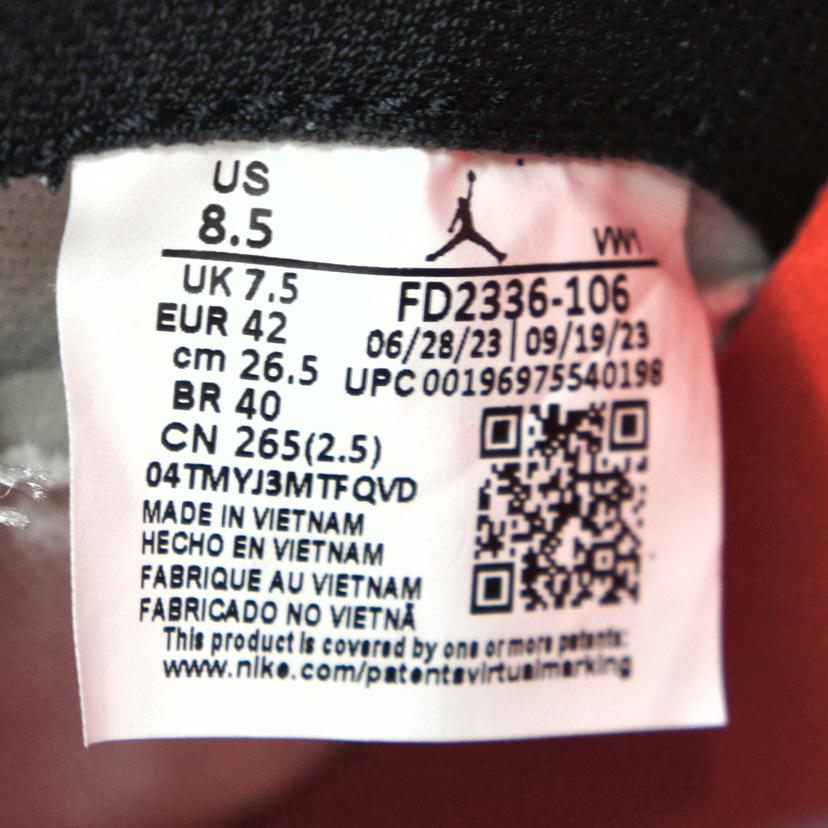 US
8.5
VW1
UK 7.5
FD2336-106
EUR 42
06/28/23 | 09/19/23
cm 26.5
UPC 00196975540198
BR 40
CN 265(2.5)
04TMYJ3MTFQVD
MADE IN VIETNAM
HECHO EN VIETNAM
FABRIQUE AU VIETNAM
FABRICADO NO VIETNÃ
This product is covered by one or more patents:
www.nike.com/patentsvirtualmarking